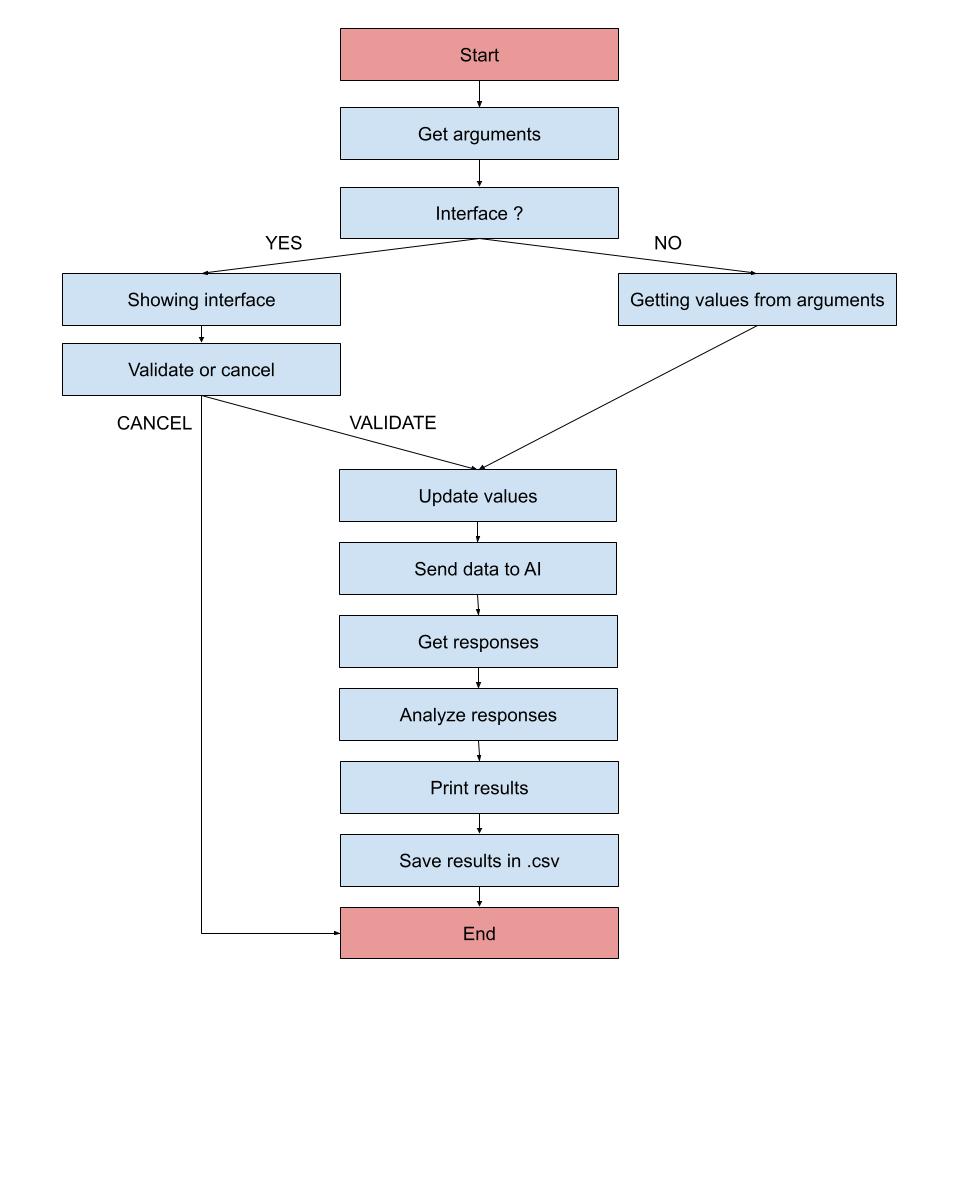 Start
Get arguments
Interface ?
YES
NO
Showing interface
Getting values from arguments
Validate or cancel
CANCEL
VALIDATE
Update values
Send data to AI
Get responses
Analyze responses
Print results
Save results in .csv
End